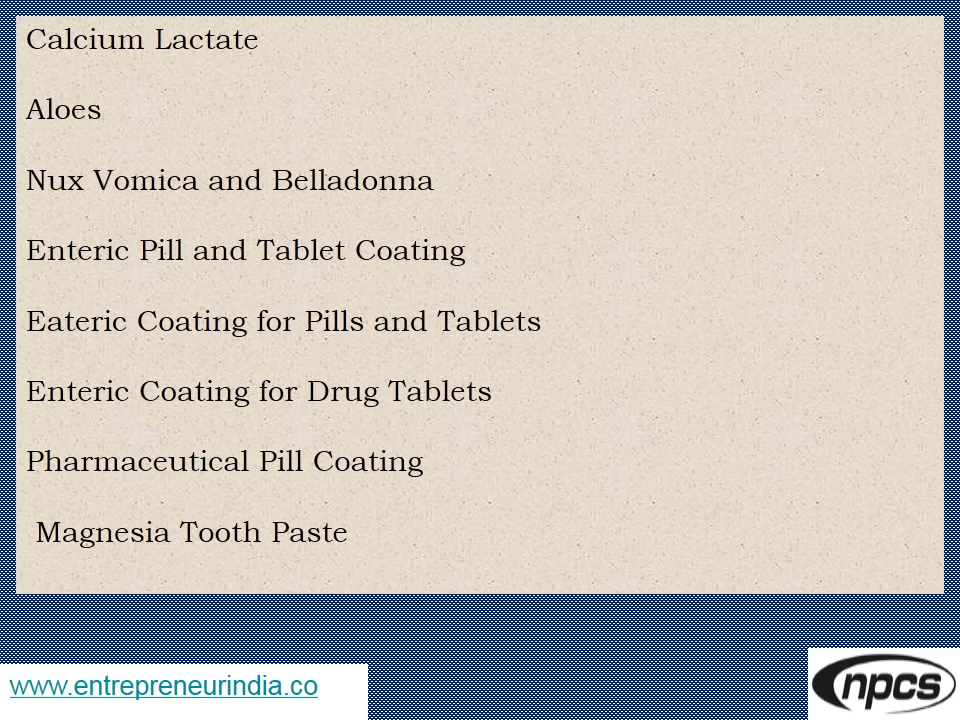 Calcium Lactate
Aloes
Nux Vomica and Belladonna
Enteric Pill and Tablet Coating
Eateric Coating for Pills and Tablets
Enteric Coating for Drug Tablets
Pharmaceutical Pill Coating
Magnesia Tooth Paste
www.entrepreneurindia.co
npcs